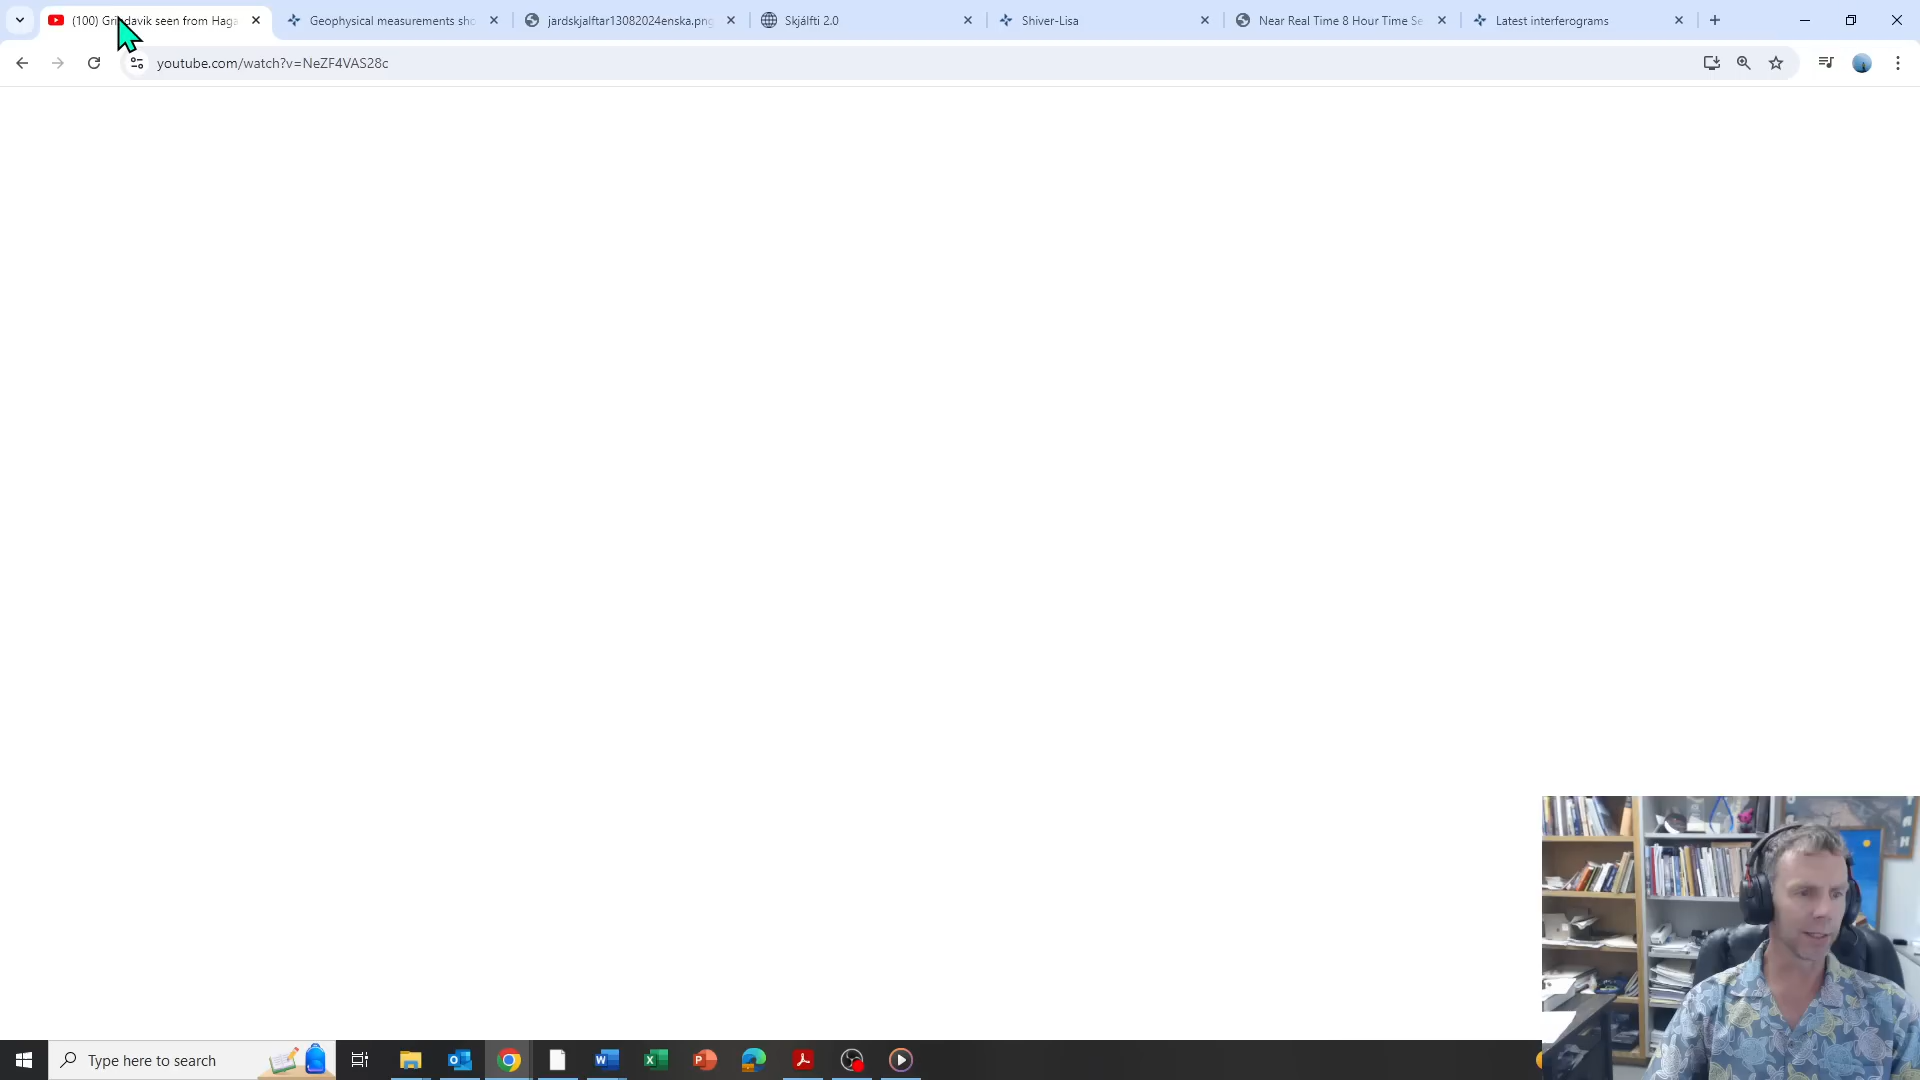 (100) Grindavik seen from Haga
Geophysical measurements sho
jardskjalftar13082024enska.png
Skjálfti 2.0
Shiver-Lisa
Near Real Time 8 Hour Time Se
Latest interferograms
youtube.com/watch?v=NeZF4VAS28c
Type here to search